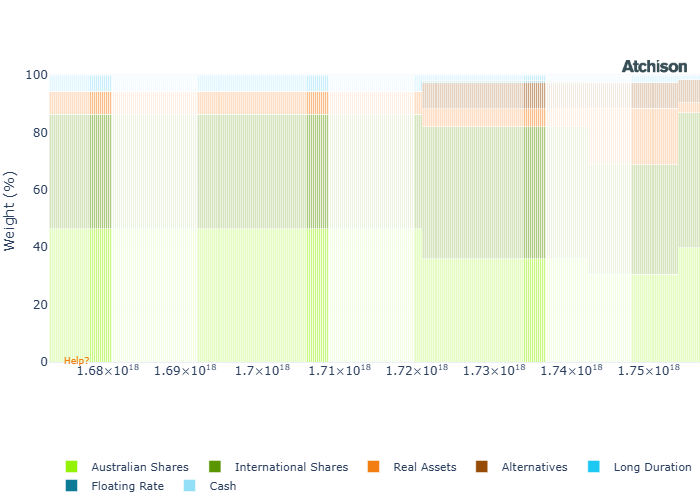 Atchison
100
80
60
40
20
0
Weight (%)
Help?
1.68×10¹⁸ 1.69×10¹⁸ 1.7×10¹⁸ 1.71×10¹⁸ 1.72×10¹⁸ 1.73×10¹⁸ 1.74×10¹⁸ 1.75×10¹⁸
Australian Shares International Shares Real Assets Alternatives Long Duration
Floating Rate Cash